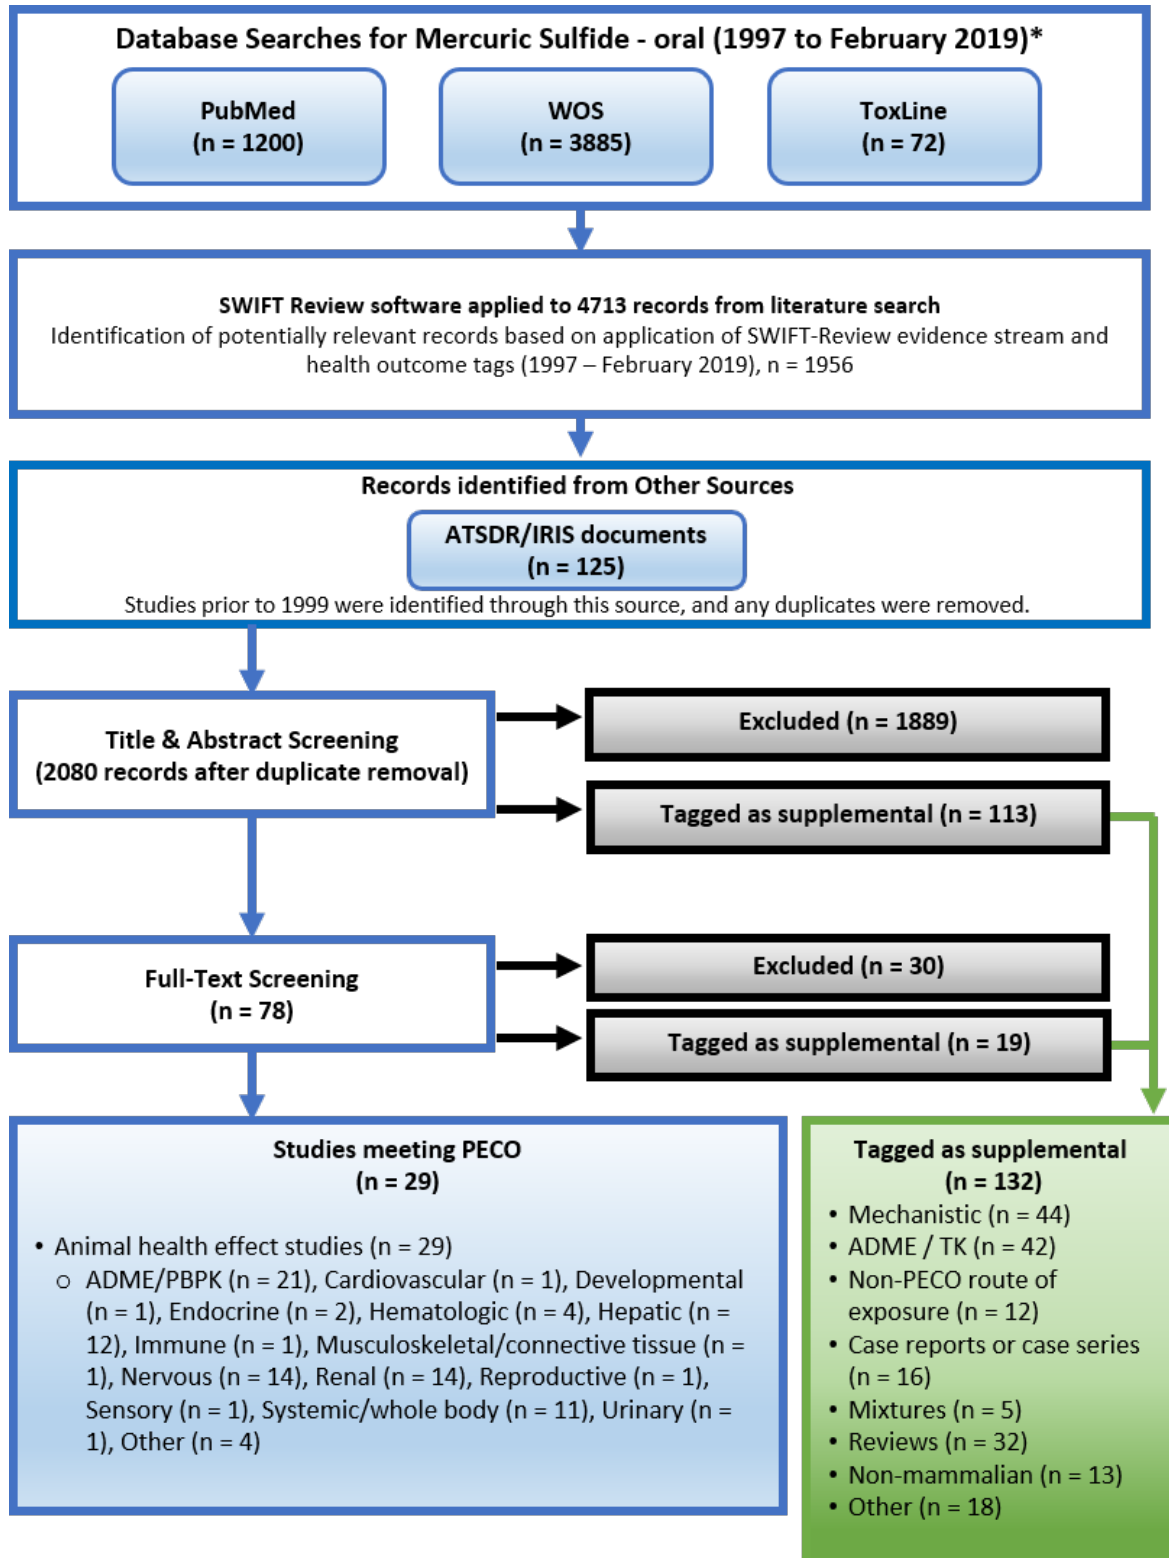 Database Searches for Mercuric Sulfide - oral (1997 to February 2019)*
PubMed
(n = 1200)
WOS
(n = 3885)
ToxLine
(n = 72)
SWIFT Review software applied to 4713 records from literature search
Identification of potentially relevant records based on application of SWIFT-Review evidence stream and
health outcome tags (1997 – February 2019), n = 1956
Records identified from Other Sources
ATSDR/IRIS documents
(n = 125)
Studies prior to 1999 were identified through this source, and any duplicates were removed.
Title & Abstract Screening
(2080 records after duplicate removal)
Excluded (n = 1889)
Tagged as supplemental (n = 113)
Full-Text Screening
(n = 78)
Excluded (n = 30)
Tagged as supplemental (n = 19)
Studies meeting PECO
(n = 29)
• Animal health effect studies (n = 29)
o ADME/PBPK (n = 21), Cardiovascular (n = 1), Developmental
(n = 1), Endocrine (n = 2), Hematologic (n = 4), Hepatic (n =
12), Immune (n = 1), Musculoskeletal/connective tissue (n =
1), Nervous (n = 14), Renal (n = 14), Reproductive (n = 1),
Sensory (n = 1), Systemic/whole body (n = 11), Urinary (n =
1), Other (n = 4)
Tagged as supplemental
(n = 132)
• Mechanistic (n = 44)
• ADME / TK (n = 42)
• Non-PECO route of
exposure (n = 12)
• Case reports or case series
(n = 16)
• Mixtures (n = 5)
• Reviews (n = 32)
• Non-mammalian (n = 13)
• Other (n = 18)